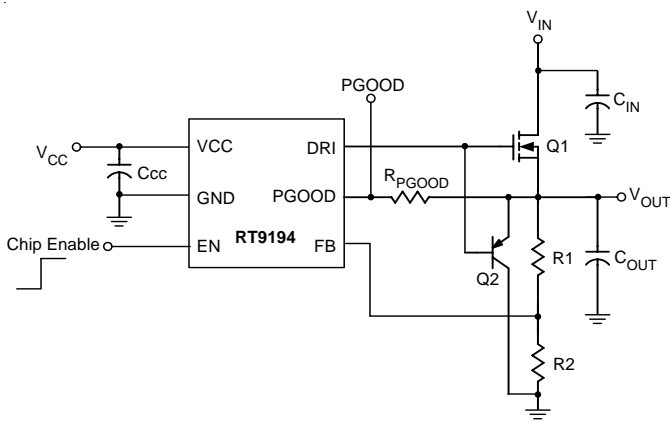 V_IN
PGOOD
C_IN
V_CC
VCC
DRI
Q1
C_CC
R_PGOOD
GND
PGOOD
V_OUT
Chip Enable
EN
RT9194
FB
Q2
R1
C_OUT
R2